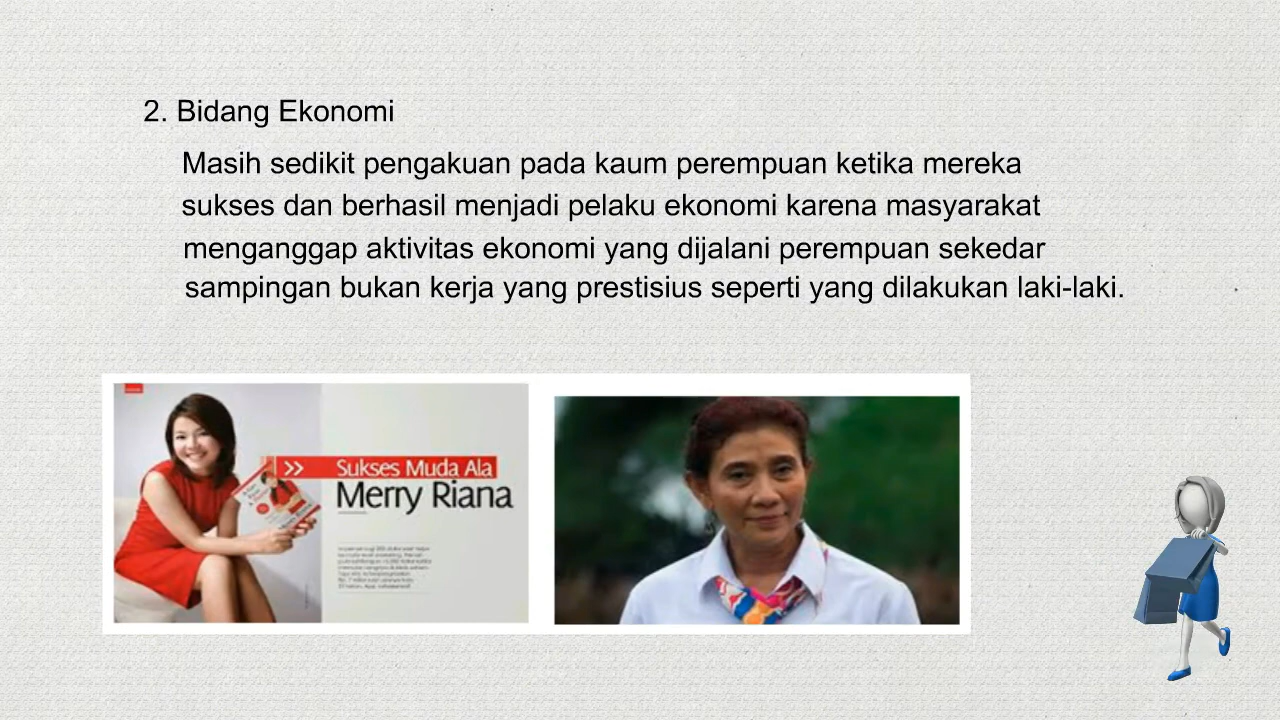 2. Bidang Ekonomi
Masih sedikit pengakuan pada kaum perempuan ketika mereka
sukses dan berhasil menjadi pelaku ekonomi karena masyarakat
menganggap aktivitas ekonomi yang dijalani perempuan sekedar
sampingan bukan kerja yang prestisius seperti yang dilakukan laki-laki.
Sukses Muda Ala
Merry Riana